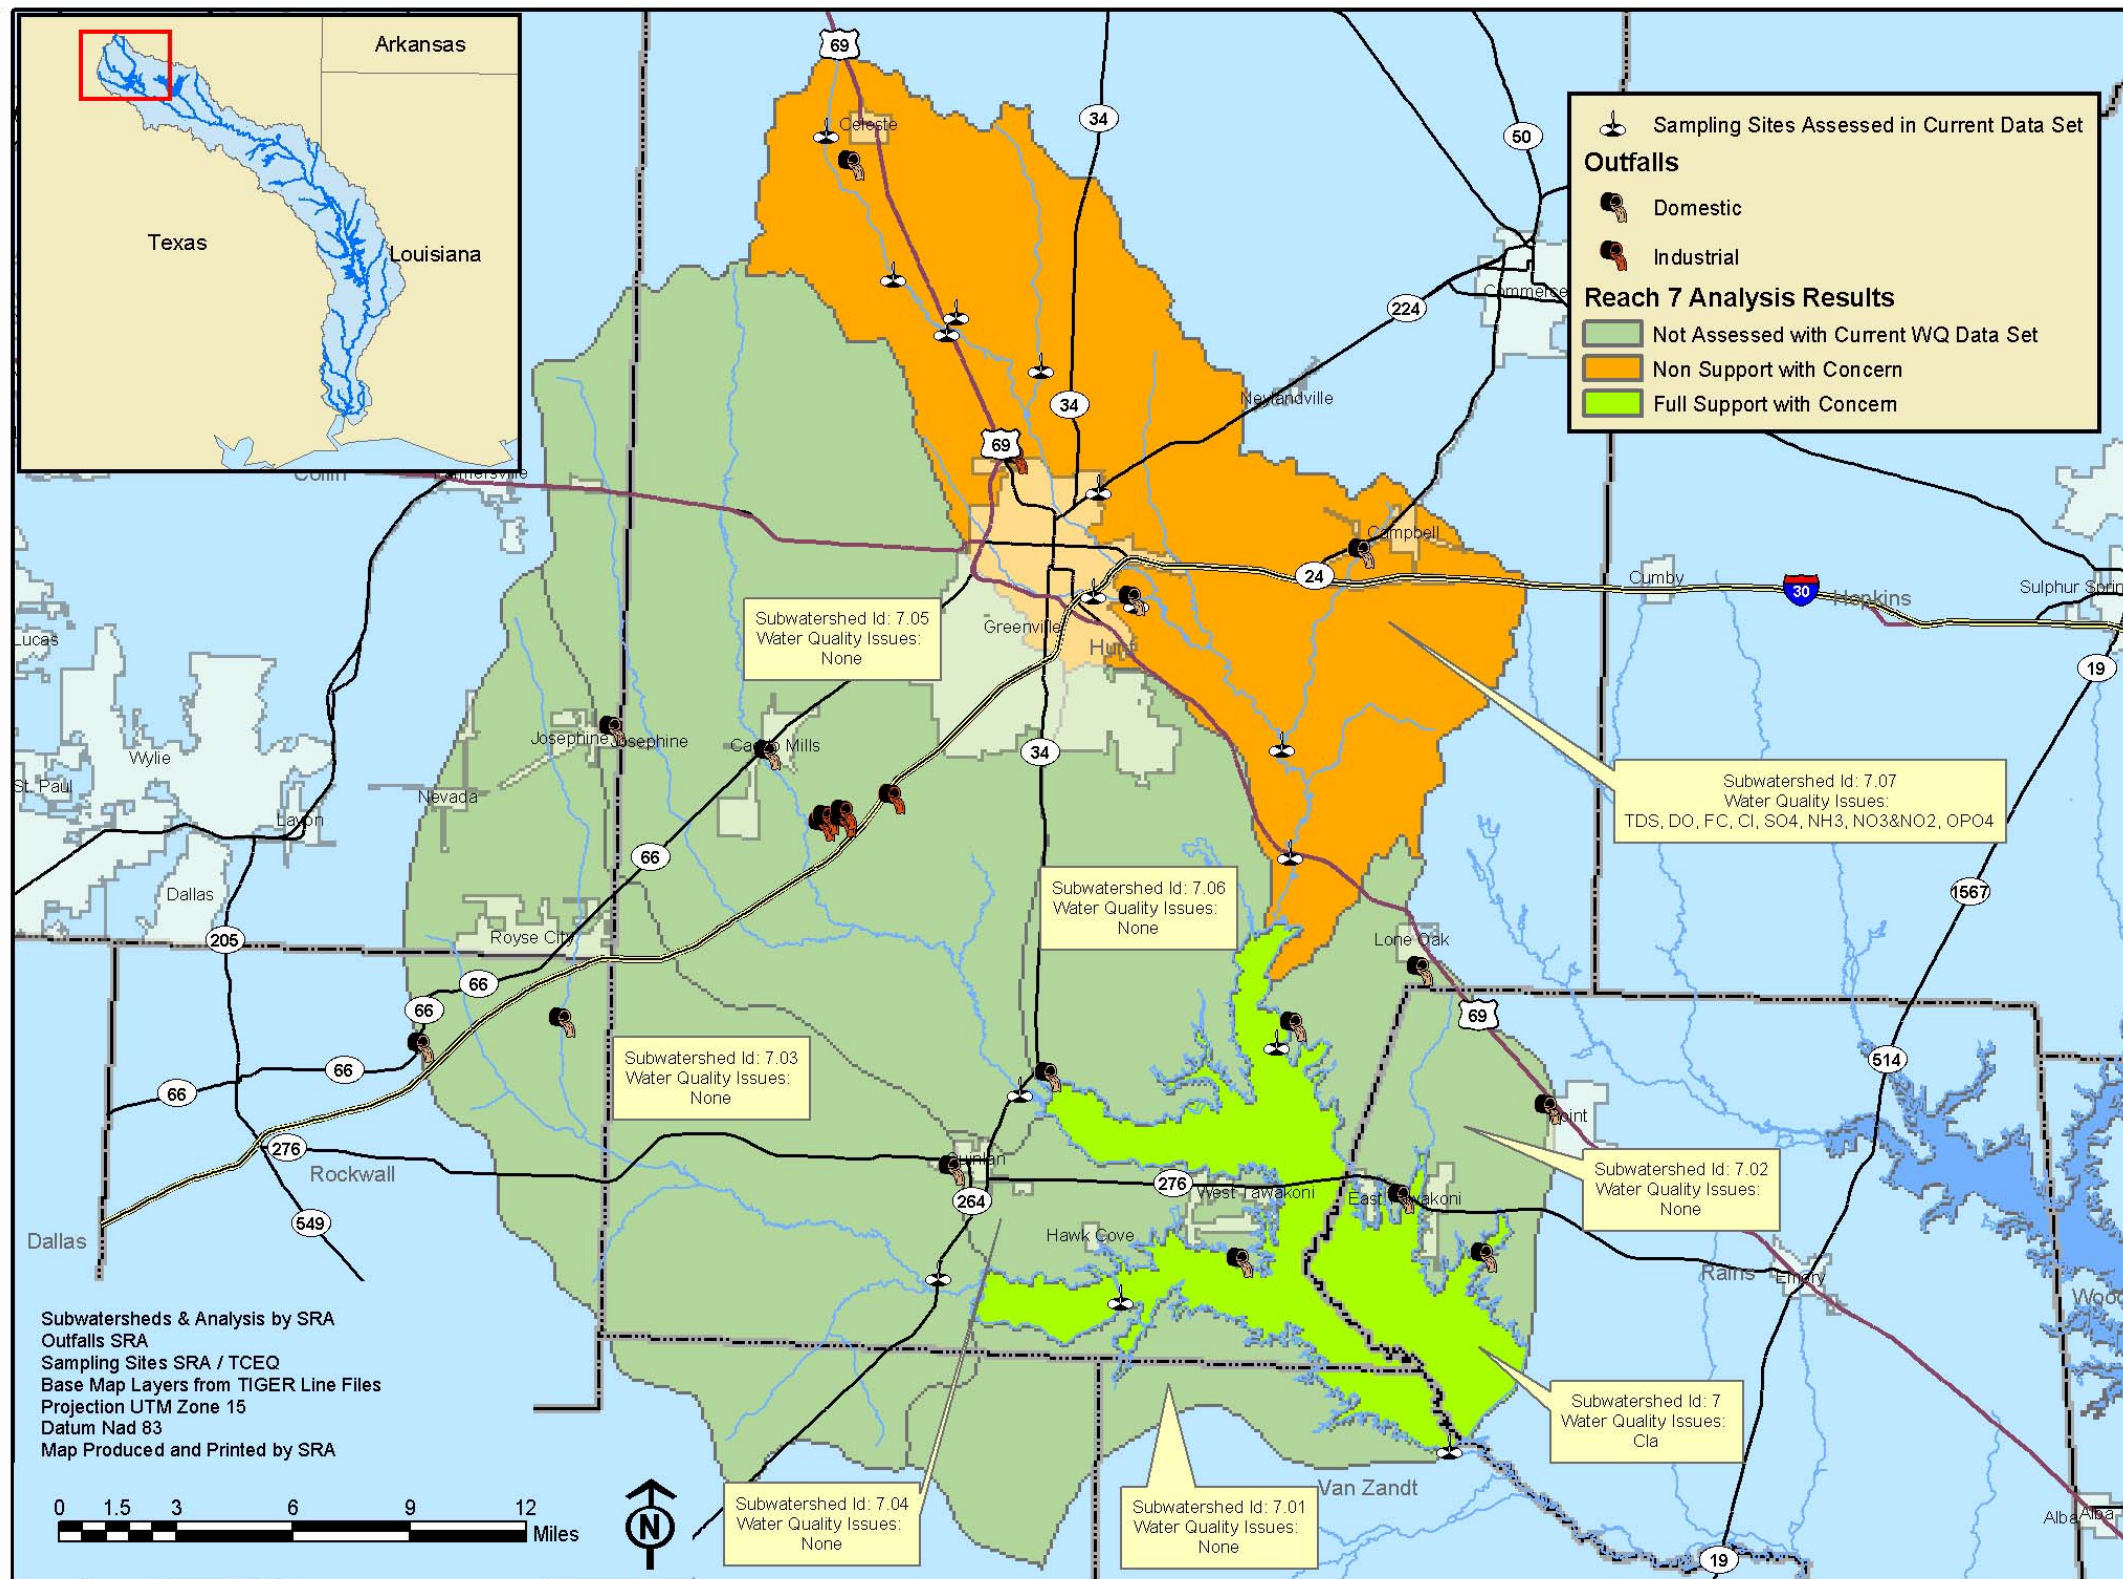 Arkansas
Texas
Louisiana
Sampling Sites Assessed in Current Data Set
Outfalls
Domestic
Industrial
Reach 7 Analysis Results
Not Assessed with Current WQ Data Set
Non Support with Concern
Full Support with Concern
69
Celeste
34
50
Commerce
224
34
Neylandville
69
Collin
Campbell
24
Cumby
30
Hopkins
Sulphur Sprin
19
Lucas
Subwatershed Id: 7.05
Water Quality Issues:
None
Greenville
Hunt
Wylie
St. Paul
Josephine
Josephine
Nevada
Lavon
34
Subwatershed Id: 7.07
Water Quality Issues:
TDS, DO, FC, Cl, SO4, NH3, NO3&NO2, OPO4
66
Dallas
Subwatershed Id: 7.06
Water Quality Issues:
None
1567
205
Royse City
Lone Oak
66
66
69
Subwatershed Id: 7.03
Water Quality Issues:
None
514
66
66
276
Rockwall
264
276
West Tawakoni
Subwatershed Id: 7.02
Water Quality Issues:
None
549
Dallas
Hawk Cove
Rains
Emory
Wood
Subwatersheds & Analysis by SRA
Outfalls SRA
Sampling Sites SRA / TCEQ
Base Map Layers from TIGER Line Files
Projection UTM Zone 15
Datum Nad 83
Map Produced and Printed by SRA
Subwatershed Id: 7
Water Quality Issues:
Cla
Van Zandt
0 1.5 3 6 9 12
Miles
N
Subwatershed Id: 7.04
Water Quality Issues:
None
Subwatershed Id: 7.01
Water Quality Issues:
None
Alba
Alba
19